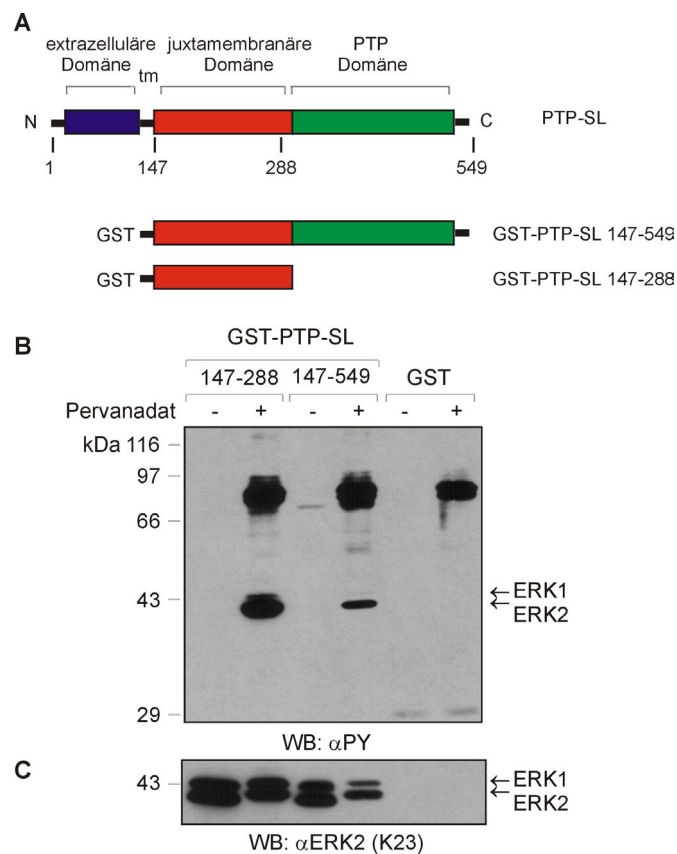 A
extrazelluläre Domäne
tm
juxtamembranäre Domäne
PTP Domäne
N
C
PTP-SL
1
147
288
549
GST
GST-PTP-SL 147-549
GST
GST-PTP-SL 147-288
B
GST-PTP-SL
147-288
147-549
GST
Pervanadat - + - + - +
kDa 116
97
66
43
29
←ERK1
←ERK2
WB: αPY
C
43
←ERK1
←ERK2
WB: αERK2 (K23)